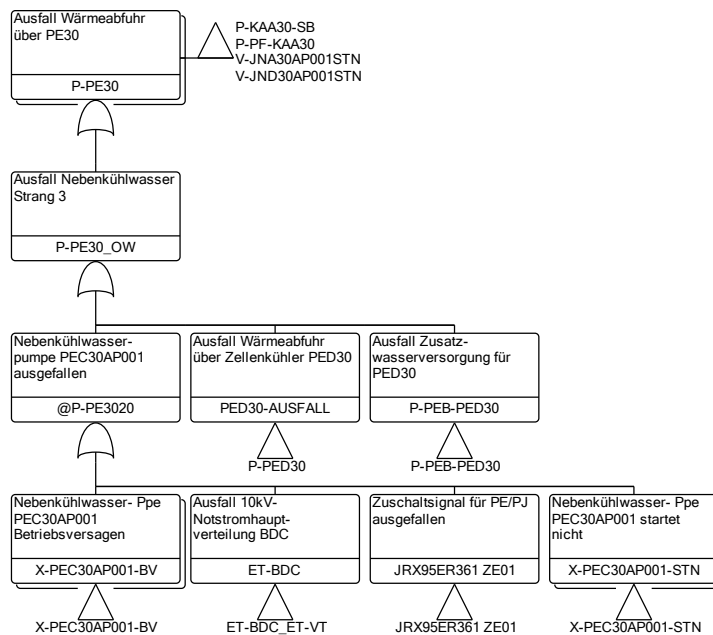 Ausfall Wärmeabfuhr
über PE30
P-PE30
P-KAA30-SB
P-PF-KAA30
V-JNA30AP001STN
V-JND30AP001STN
Ausfall Nebenkühlwasser
Strang 3
P-PE30_OW
Nebenkühlwasser-
pumpe PEC30AP001
ausgefallen
@P-PE3020
Ausfall Wärmeabfuhr
über Zellenkühler PED30
PED30-AUSFALL
P-PED30
Ausfall Zusatz-
wasserversorgung für
PED30
P-PEB-PED30
P-PEB-PED30
Nebenkühlwasser- Ppe
PEC30AP001
Betriebsversagen
X-PEC30AP001-BV
X-PEC30AP001-BV
Ausfall 10kV-
Notstromhaupt-
verteilung BDC
ET-BDC
ET-BDC_ET-VT
Zuschaltsignal für PE/PJ
ausgefallen
JRX95ER361 ZE01
JRX95ER361 ZE01
Nebenkühlwasser- Ppe
PEC30AP001 startet
nicht
X-PEC30AP001-STN
X-PEC30AP001-STN